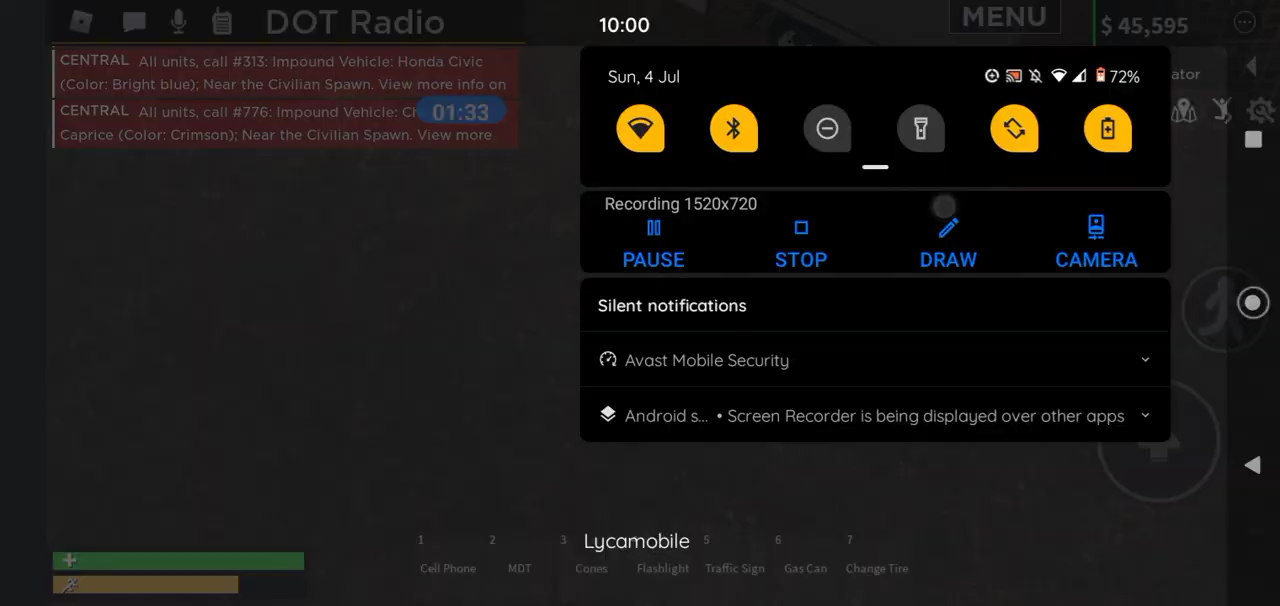 DOT Radio
10:00
MENU
$ 45,595
CENTRAL All units, call #313: Impound Vehicle: Honda Civic
(Color: Bright blue); Near the Civilian Spawn. View more info on
CENTRAL All units, call #776: Impound Vehicle: Ch
01:33
Caprice (Color: Crimson); Near the Civilian Spawn. View more
Sun, 4 Jul
72%
ator
Recording 1520x720
PAUSE
STOP
DRAW
CAMERA
Silent notifications
Avast Mobile Security
Android s... • Screen Recorder is being displayed over other apps
Lycamobile
1 2 3 5 6 7
Cell Phone MDT Cones Flashlight Traffic Sign Gas Can Change Tire